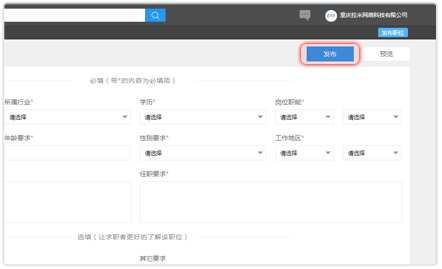 重庆拉米网络科技有限公司
发布职位
发布 预览
必填（带*的内容为必填项）
所属行业* 学历* 岗位职能*
请选择 请选择 请选择 请选择
年龄要求* 性别要求* 工作地区*
请选择 请选择 请选择
任职要求*
选填（让求职者更好的了解该职位）
其它要求